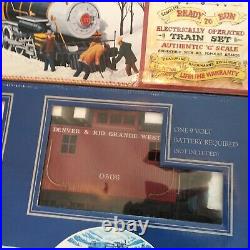 READY TO RUN
ELECTRICALLY OPERATED
TRAIN SET
AUTHENTIC 'G' SCALE
LIFETIME WARRANTY
DENVER & RIO GRANDE WEST
0506
ONE 9 VOLT
BATTERY REQUIRED
(NOT INCLUDED)